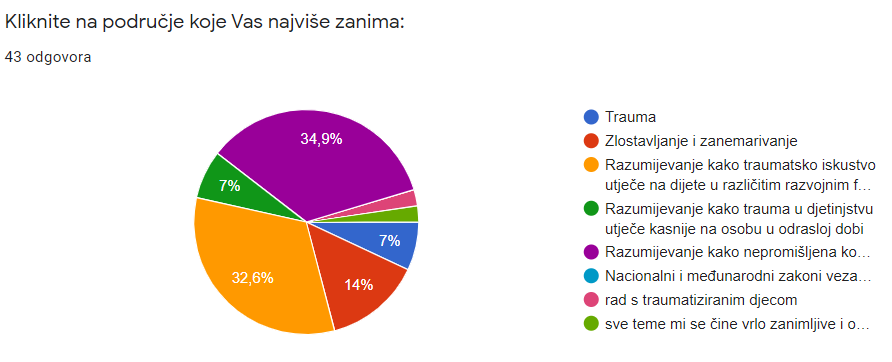 Kliknite na područje koje Vas najviše zanima:
43 odgovora
34,9%
7%
7%
32,6%
14%
Trauma
Zlostavljanje i zanemarivanje
Razumijevanje kako traumatsko iskustvo
utječe na dijete u različitim razvojnim f…
Razumijevanje kako trauma u djetinjstvu
utječe kasnije na osobu u odrasloj dobi
Razumijevanje kako nepromišljena ko…
Nacionalni i međunarodni zakoni veza…
rad s traumatiziranim djecom
sve teme mi se čine vrlo zanimljive i o…